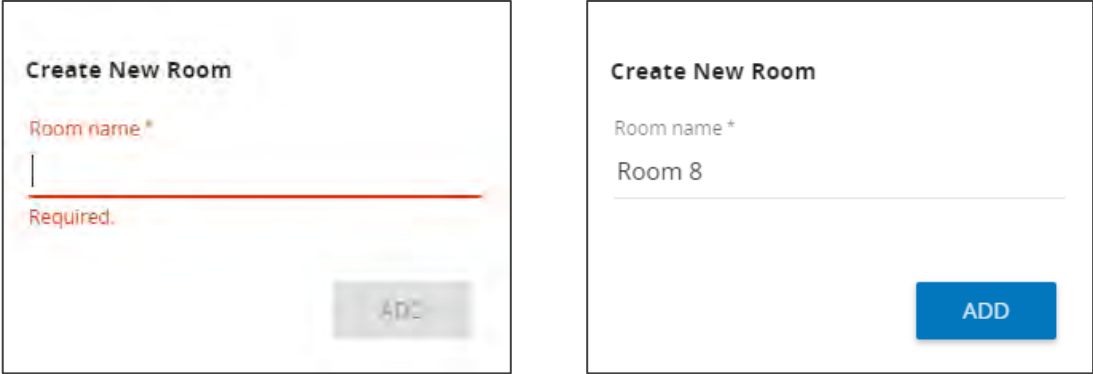 Create New Room
Room name *
Required.
ADD
Create New Room
Room name *
Room 8
ADD